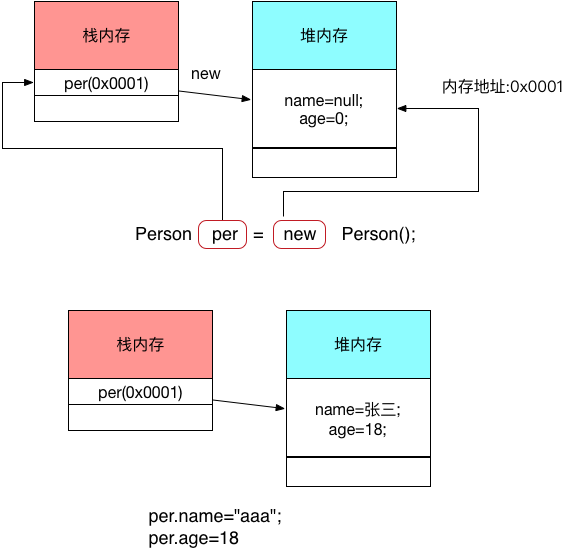 栈内存
堆内存
per(0x0001)
new
name=null;
age=0;
内存地址:0x0001
Person per = new Person();
栈内存
堆内存
per(0x0001)
name=张三;
age=18;
per.name="aaa";
per.age=18